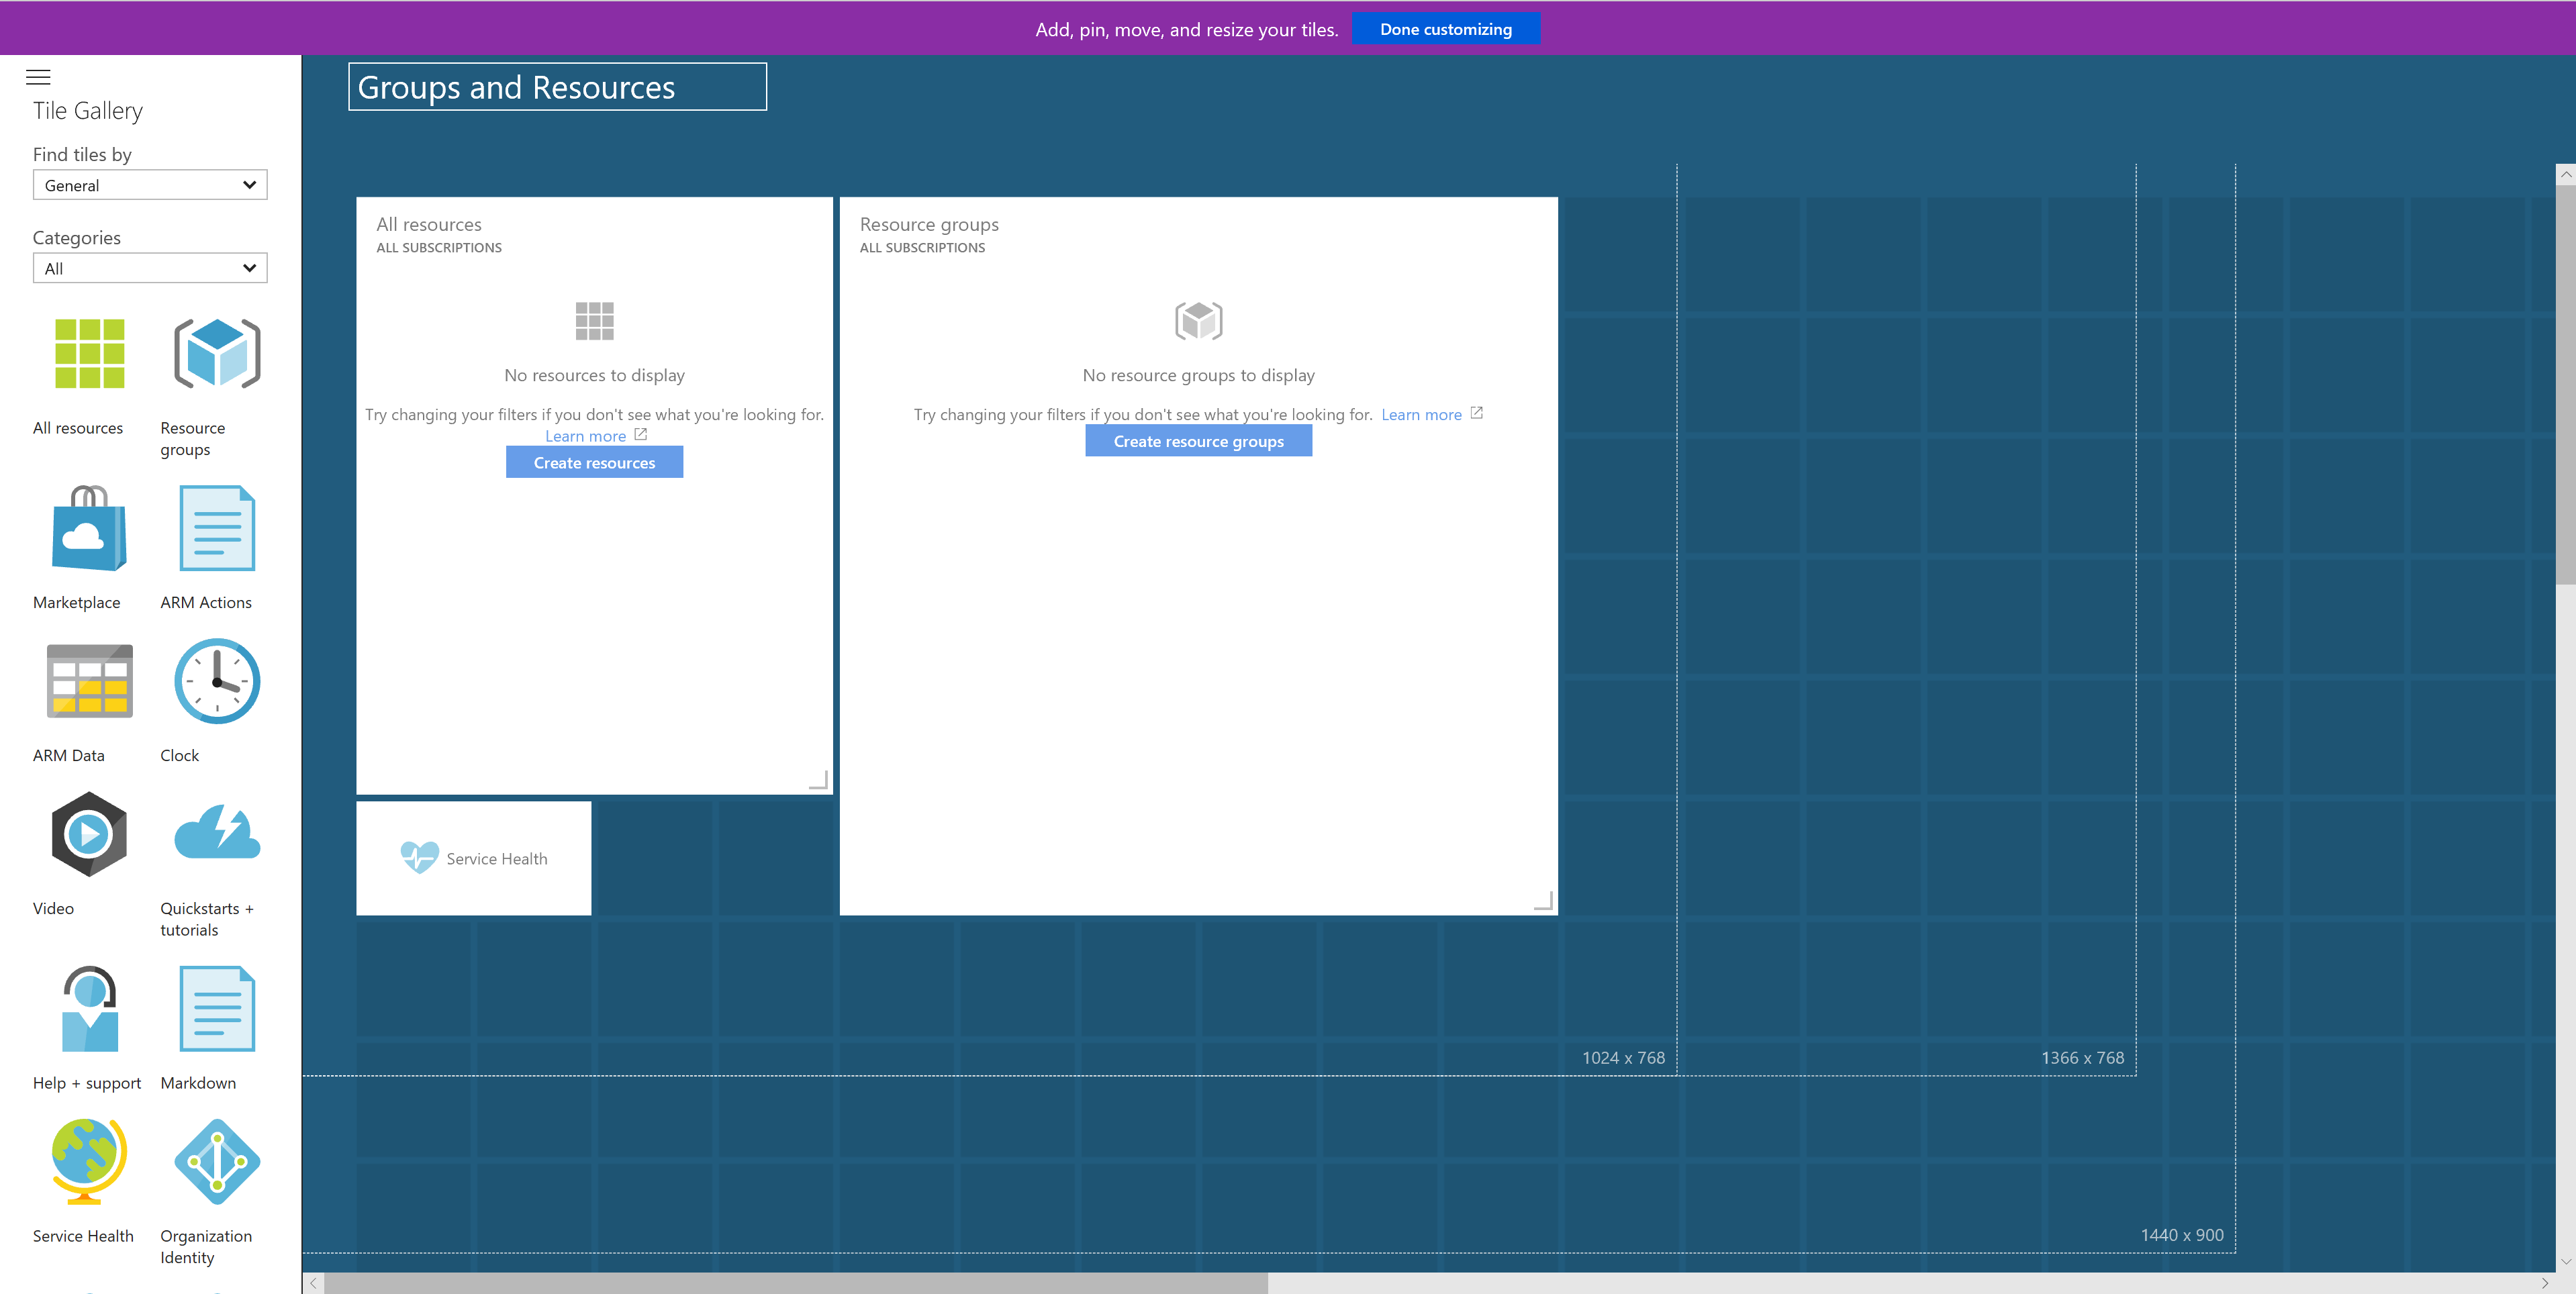 Add, pin, move, and resize your tiles.
Done customizing
Tile Gallery
Find tiles by
General
Categories
All
All resources
Resource
groups
Marketplace
ARM Actions
ARM Data
Clock
Video
Quickstarts +
tutorials
Help + support
Markdown
Service Health
Organization
Identity
Groups and Resources
All resources
ALL SUBSCRIPTIONS
No resources to display
Try changing your filters if you don't see what you're looking for.
Learn more
Create resources
Resource groups
ALL SUBSCRIPTIONS
No resource groups to display
Try changing your filters if you don't see what you're looking for. Learn more
Create resource groups
Service Health
1024 x 768
1366 x 768
1440 x 900